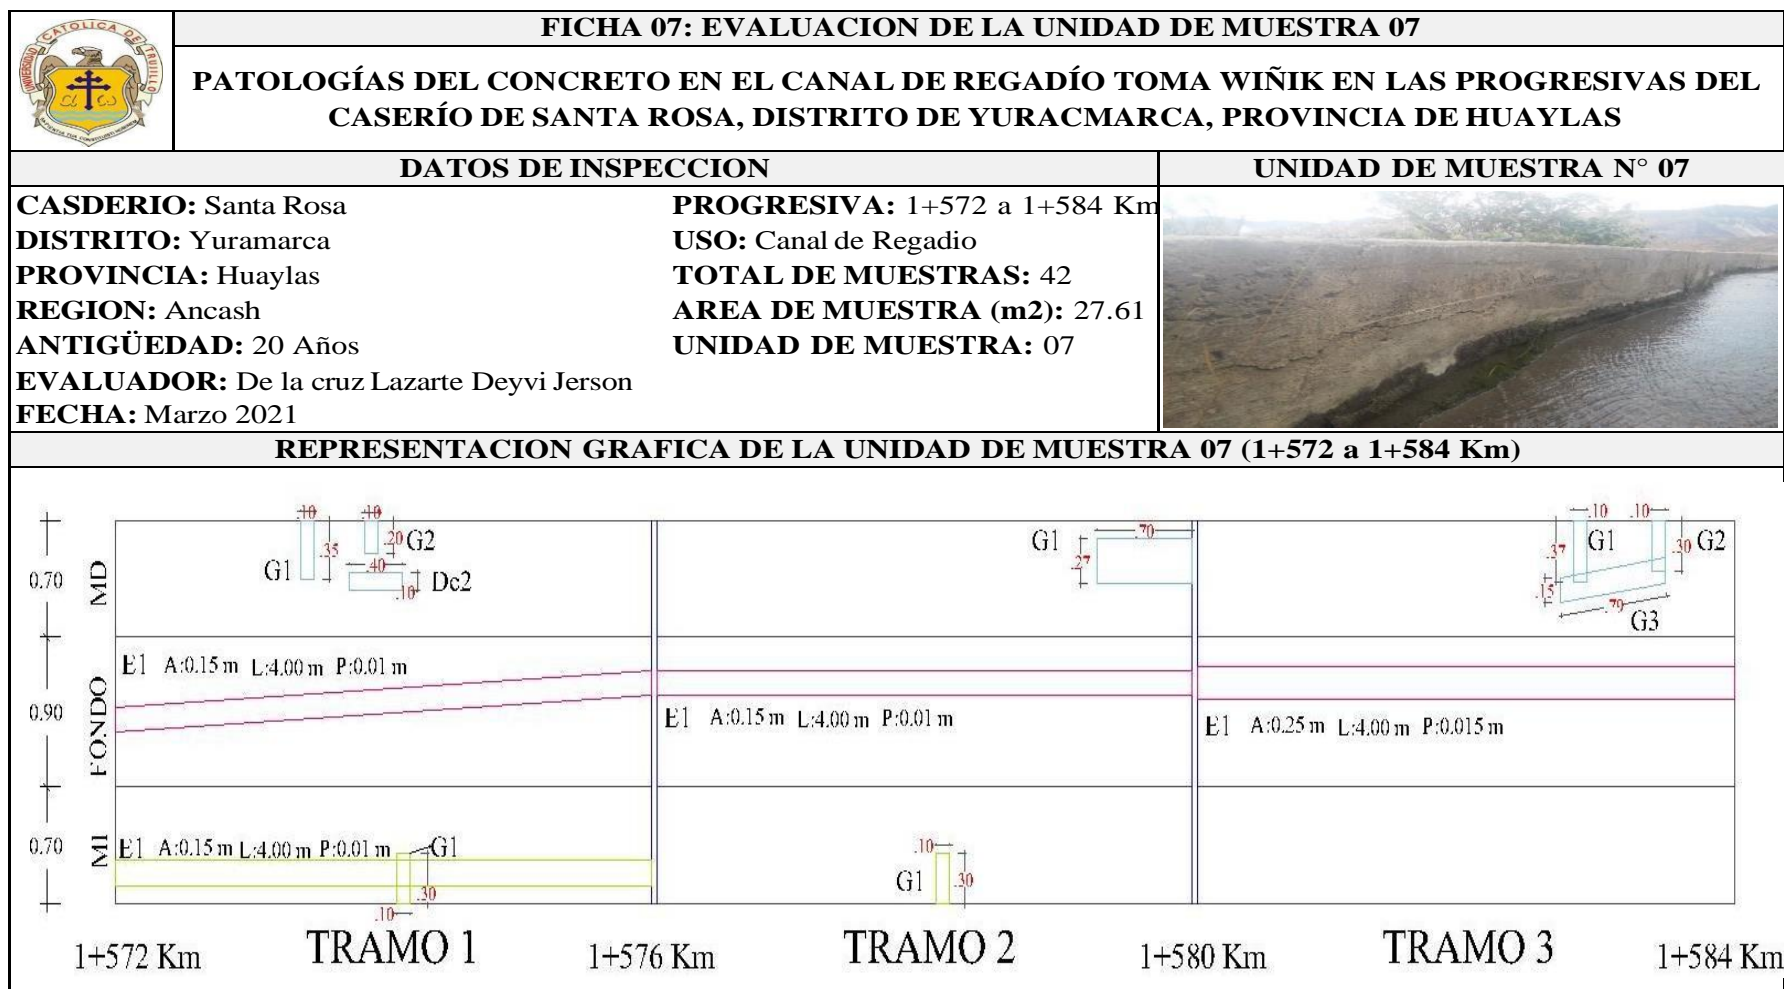 FICHA 07: EVALUACION DE LA UNIDAD DE MUESTRA 07
PATOLOGÍAS DEL CONCRETO EN EL CANAL DE REGADÍO TOMA WIÑIK EN LAS PROGRESIVAS DEL
CASERÍO DE SANTA ROSA, DISTRITO DE YURACMARCA, PROVINCIA DE HUAYLAS
DATOS DE INSPECCION
UNIDAD DE MUESTRA N° 07
CASDERIO: Santa Rosa
PROGRESIVA: 1+572 a 1+584 Km
DISTRITO: Yuramarca
USO: Canal de Regadio
PROVINCIA: Huaylas
TOTAL DE MUESTRAS: 42
REGION: Ancash
AREA DE MUESTRA (m2): 27.61
ANTIGÜEDAD: 20 Años
UNIDAD DE MUESTRA: 07
EVALUADOR: De la cruz Lazarte Deyvi Jerson
FECHA: Marzo 2021
REPRESENTACION GRAFICA DE LA UNIDAD DE MUESTRA 07 (1+572 a 1+584 Km)
0.70
MD
.10
.35
G1
.10
.20
G2
.40
.10
Dc2
G1
.70
.27
.10
.10
.37
G1
.30
G2
.15
.79
G3
0.90
FONDO
E1 A:0.15 m L:4.00 m P:0.01 m
E1 A:0.15 m L:4.00 m P:0.01 m
E1 A:0.25 m L:4.00 m P:0.015 m
0.70
MI
E1 A:0.15 m L:4.00 m P:0.01 m
G1
.30
.10
.10
G1
.30
1+572 Km
TRAMO 1
1+576 Km
TRAMO 2
1+580 Km
TRAMO 3
1+584 Km